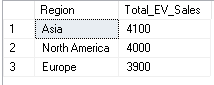 Region Total_EV_Sales
1 Asia 4100
2 North America 4000
3 Europe 3900